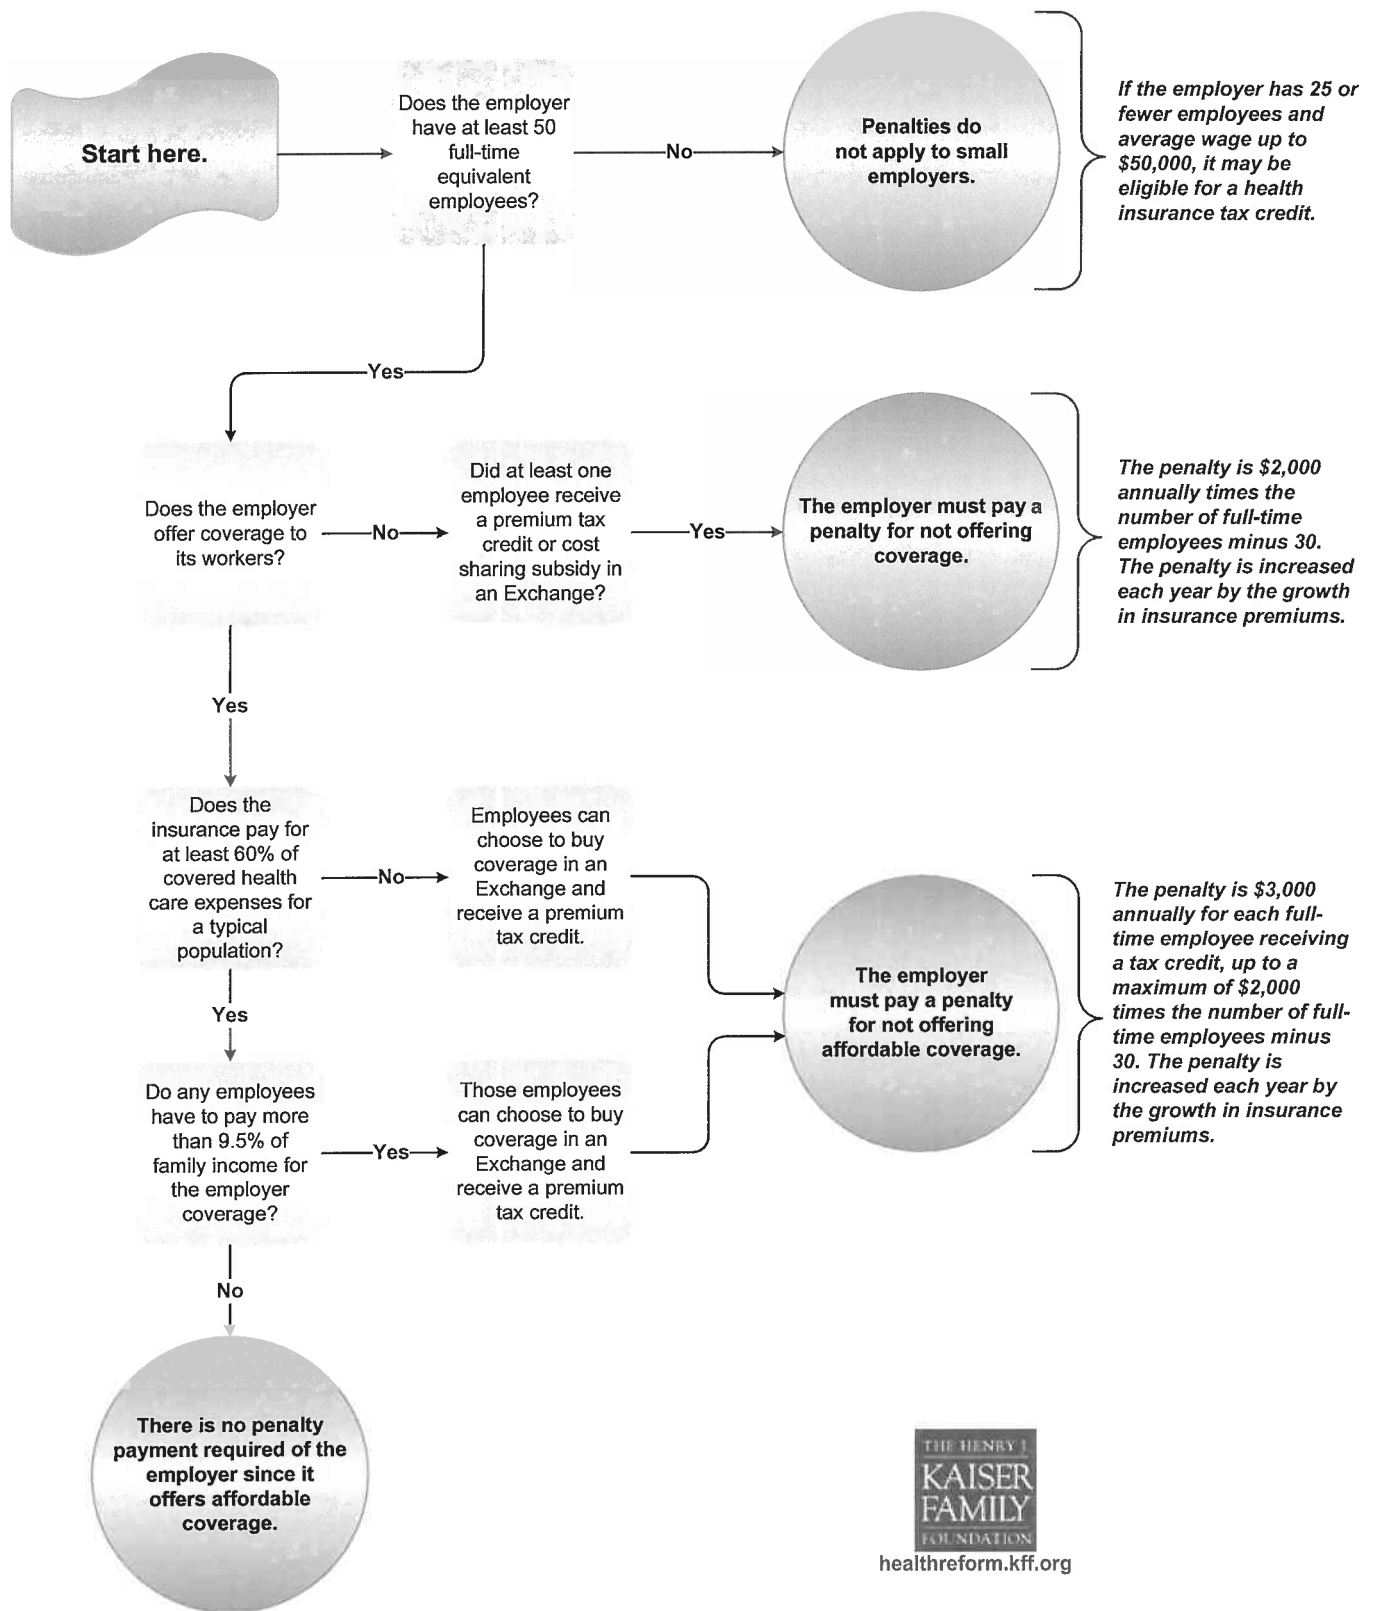 Start here.
Does the employer
have at least 50
full-time
equivalent
employees?
No
Penalties do
not apply to small
employers.
If the employer has 25 or
fewer employees and
average wage up to
$50,000, it may be
eligible for a health
insurance tax credit.
Yes
Does the employer
offer coverage to
its workers?
No
Did at least one
employee receive
a premium tax
credit or cost
sharing subsidy in
an Exchange?
Yes
The employer must pay a
penalty for not offering
coverage.
The penalty is $2,000
annually times the
number of full-time
employees minus 30.
The penalty is increased
each year by the growth
in insurance premiums.
Yes
Does the
insurance pay for
at least 60% of
covered health
care expenses for
a typical
population?
No
Employees can
choose to buy
coverage in an
Exchange and
receive a premium
tax credit.
The employer
must pay a penalty
for not offering
affordable coverage.
The penalty is $3,000
annually for each full-
time employee receiving
a tax credit, up to a
maximum of $2,000
times the number of full-
time employees minus
30. The penalty is
increased each year by
the growth in insurance
premiums.
Yes
Do any employees
have to pay more
than 9.5% of
family income for
the employer
coverage?
Yes
Those employees
can choose to buy
coverage in an
Exchange and
receive a premium
tax credit.
No
There is no penalty
payment required of the
employer since it
offers affordable
coverage.
THE HENRY J.
KAISER
FAMILY
FOUNDATION
healthreform.kff.org